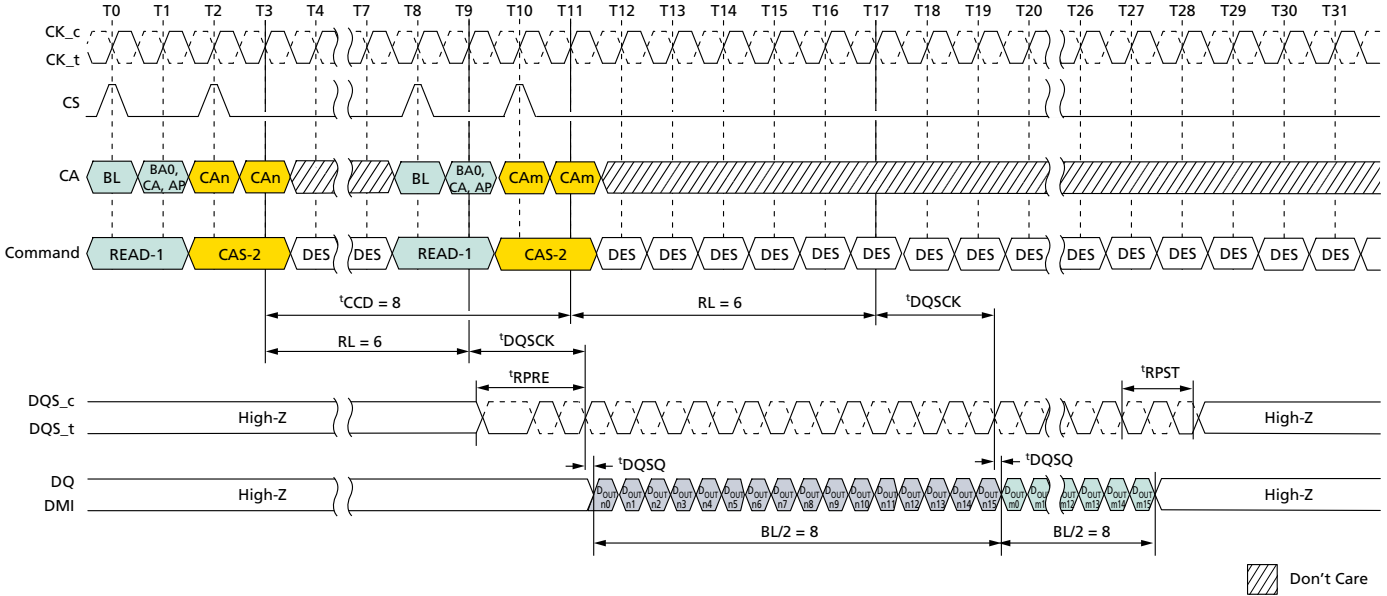 T0 T1 T2 T3 T4 T7 T8 T9 T10 T11 T12 T13 T14 T15 T16 T17 T18 T19 T20 T26 T27 T28 T29 T30 T31
CK_c
CK_t
CS
CA BL BA0, CA, AP CAn CAn BL BA0, CA, AP CAm CAm
Command READ-1 CAS-2 DES DES READ-1 CAS-2 DES DES DES DES DES DES DES DES DES DES DES DES DES DES DES
tCCD = 8 RL = 6 tDQSCK
RL = 6 tDQSCK
tRPRE tRPST
DQS_c
DQS_t High-Z High-Z
tDQSQ tDQSQ
DQ
DMI High-Z DOUT n0 DOUT n1 DOUT n2 DOUT n3 DOUT n4 DOUT n5 DOUT n6 DOUT n7 DOUT n8 DOUT n9 DOUT n10 DOUT n11 DOUT n12 DOUT n13 DOUT n14 DOUT n15 DOUT m0 DOUT m1 DOUT m12 DOUT m13 DOUT m14 DOUT m15 High-Z
BL/2 = 8 BL/2 = 8
Don't Care